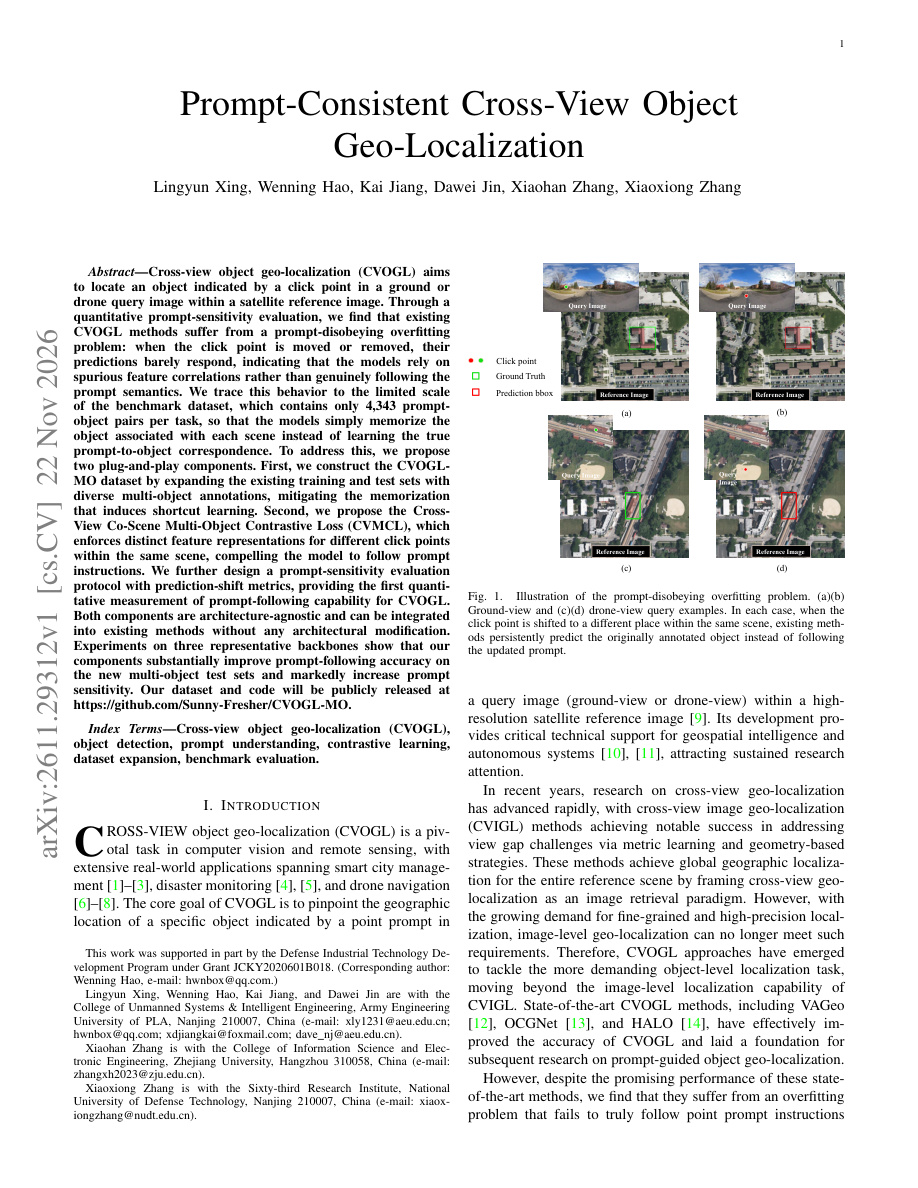 1
Prompt-Consistent Cross-View Object
Geo-Localization
Lingyun Xing, Wenning Hao, Kai Jiang, Dawei Jin, Xiaohan Zhang, Xiaoxiong Zhang
arXiv:2611.29312v1 [cs.CV] 22 Nov 2026
Abstract—Cross-view object geo-localization (CVOGL) aims
to locate an object indicated by a click point in a ground or
drone query image within a satellite reference image. Through a
quantitative prompt-sensitivity evaluation, we find that existing
CVOGL methods suffer from a prompt-disobeying overfitting
problem: when the click point is moved or removed, their
predictions barely respond, indicating that the models rely on
spurious feature correlations rather than genuinely following the
prompt semantics. We trace this behavior to the limited scale
of the benchmark dataset, which contains only 4,343 prompt-
object pairs per task, so that the models simply memorize the
object associated with each scene instead of learning the true
prompt-to-object correspondence. To address this, we propose
two plug-and-play components. First, we construct the CVOGL-
MO dataset by expanding the existing training and test sets with
diverse multi-object annotations, mitigating the memorization
that induces shortcut learning. Second, we propose the Cross-
View Co-Scene Multi-Object Contrastive Loss (CVMCL), which
enforces distinct feature representations for different click points
within the same scene, compelling the model to follow prompt
instructions. We further design a prompt-sensitivity evaluation
protocol with prediction-shift metrics, providing the first quanti-
tative measurement of prompt-following capability for CVOGL.
Both components are architecture-agnostic and can be integrated
into existing methods without any architectural modification.
Experiments on three representative backbones show that our
components substantially improve prompt-following accuracy on
the new multi-object test sets and markedly increase prompt
sensitivity. Our dataset and code will be publicly released at
https://github.com/Sunny-Fresher/CVOGL-MO.
Index Terms—Cross-view object geo-localization (CVOGL),
object detection, prompt understanding, contrastive learning,
dataset expansion, benchmark evaluation.
I. INTRODUCTION
CROSS-VIEW object geo-localization (CVOGL) is a piv-
otal task in computer vision and remote sensing, with
extensive real-world applications spanning smart city manage-
ment [1]–[3], disaster monitoring [4], [5], and drone navigation
[6]–[8]. The core goal of CVOGL is to pinpoint the geographic
location of a specific object indicated by a point prompt in
This work was supported in part by the Defense Industrial Technology De-
velopment Program under Grant JCKY2020601B018. (Corresponding author:
Wenning Hao, e-mail: hwnbox@qq.com.)
Lingyun Xing, Wenning Hao, Kai Jiang, and Dawei Jin are with the
College of Unmanned Systems & Intelligent Engineering, Army Engineering
University of PLA, Nanjing 210007, China (e-mail: xly1231@aeu.edu.cn;
hwnbox@qq.com; xdjiangkai@foxmail.com; dave_nj@aeu.edu.cn).
Xiaohan Zhang is with the College of Information Science and Elec-
tronic Engineering, Zhejiang University, Hangzhou 310058, China (e-mail:
zhangxh2023@zju.edu.cn).
Xiaoxiong Zhang is with the Sixty-third Research Institute, National
University of Defense Technology, Nanjing 210007, China (e-mail: xiaox-
iongzhang@nudt.edu.cn).
Query Image
Query Image
Click point
Ground Truth
Prediction bbox
Reference Image
Reference Image
(a)
(b)
Query Image
Query
Image
Reference Image
Reference Image
(c)
(d)
Fig. 1. Illustration of the prompt-disobeying overfitting problem. (a)(b)
Ground-view and (c)(d) drone-view query examples. In each case, when the
click point is shifted to a different place within the same scene, existing meth-
ods persistently predict the originally annotated object instead of following
the updated prompt.
a query image (ground-view or drone-view) within a high-
resolution satellite reference image [9]. Its development pro-
vides critical technical support for geospatial intelligence and
autonomous systems [10], [11], attracting sustained research
attention.
In recent years, research on cross-view geo-localization
has advanced rapidly, with cross-view image geo-localization
(CVIGL) methods achieving notable success in addressing
view gap challenges via metric learning and geometry-based
strategies. These methods achieve global geographic localiza-
tion for the entire reference scene by framing cross-view geo-
localization as an image retrieval paradigm. However, with
the growing demand for fine-grained and high-precision local-
ization, image-level geo-localization can no longer meet such
requirements. Therefore, CVOGL approaches have emerged
to tackle the more demanding object-level localization task,
moving beyond the image-level localization capability of
CVIGL. State-of-the-art CVOGL methods, including VAGeo
[12], OCGNet [13], and HALO [14], have effectively im-
proved the accuracy of CVOGL and laid a foundation for
subsequent research on prompt-guided object geo-localization.
However, despite the promising performance of these state-
of-the-art methods, we find that they suffer from an overfitting
problem that fails to truly follow point prompt instructions